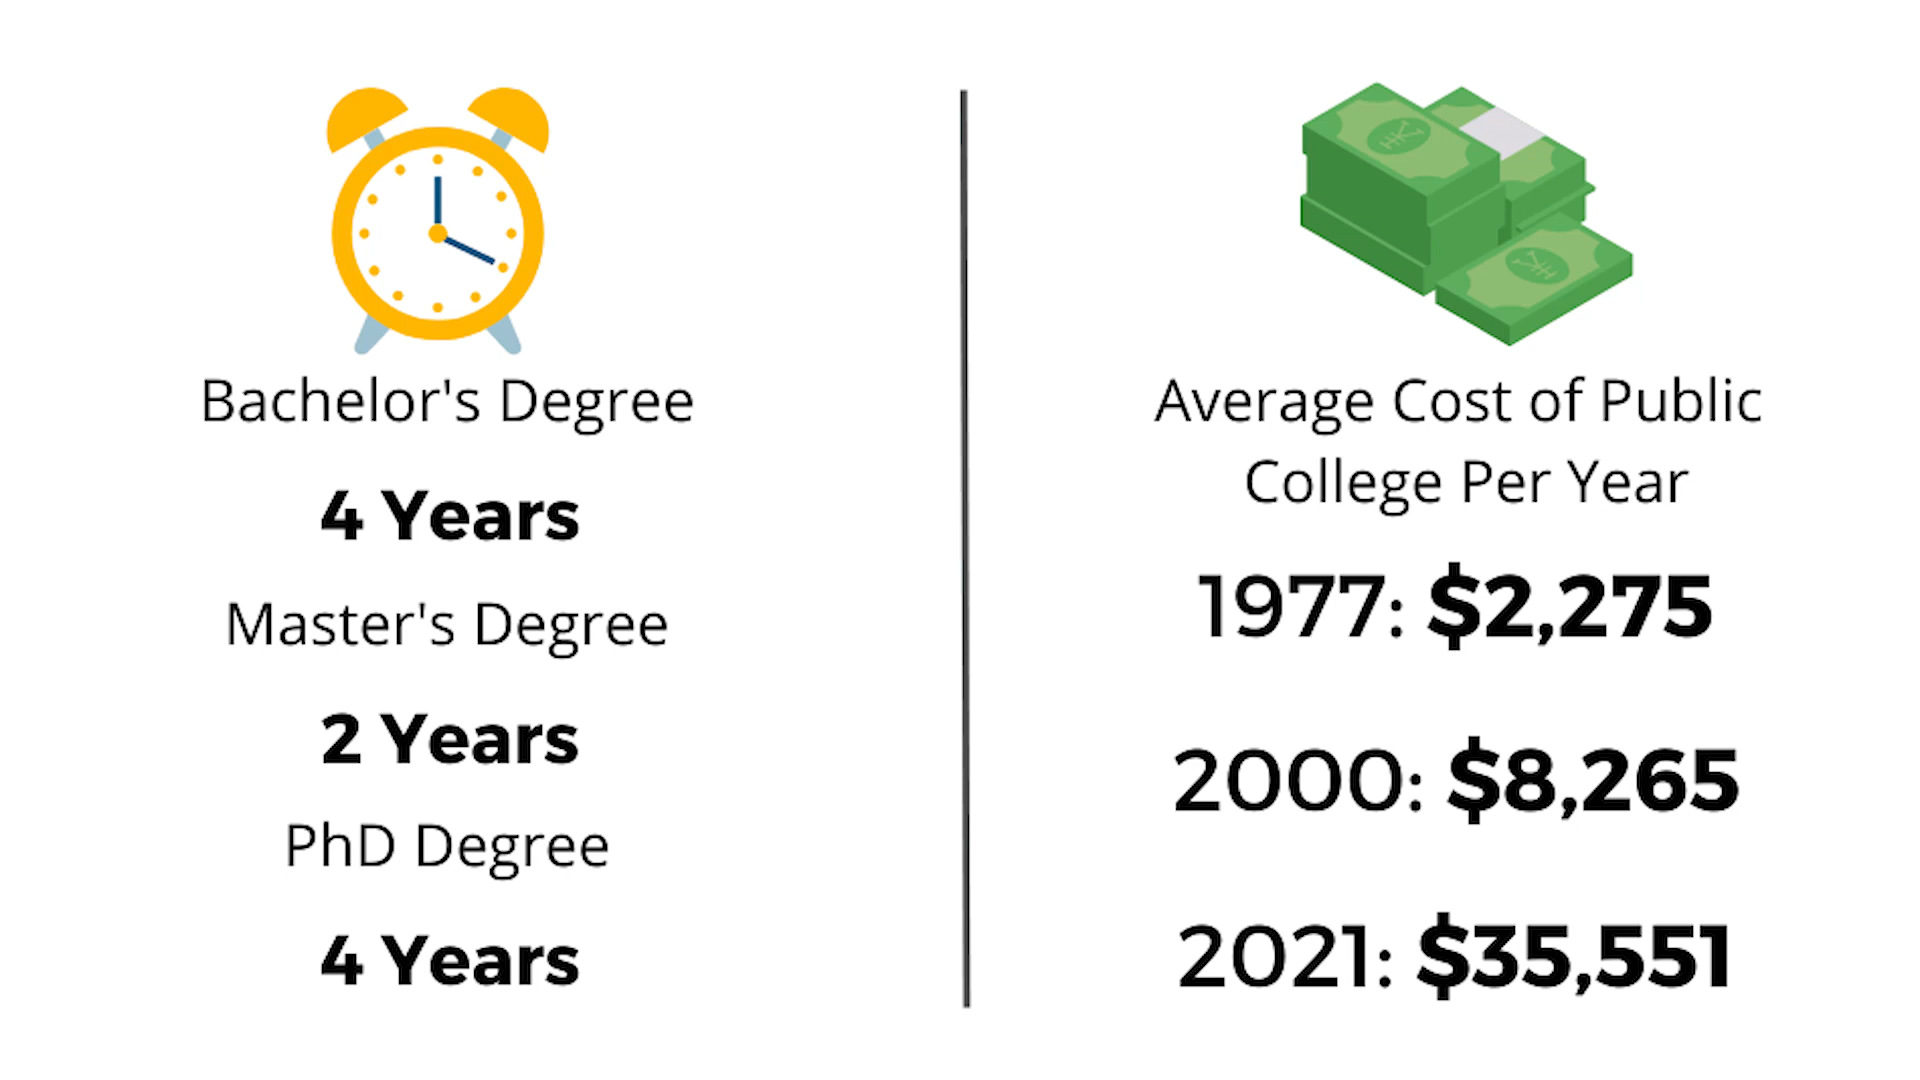 Bachelor's Degree
4 Years
Master's Degree
2 Years
PhD Degree
4 Years
Average Cost of Public
College Per Year
1977: $2,275
2000: $8,265
2021: $35,551